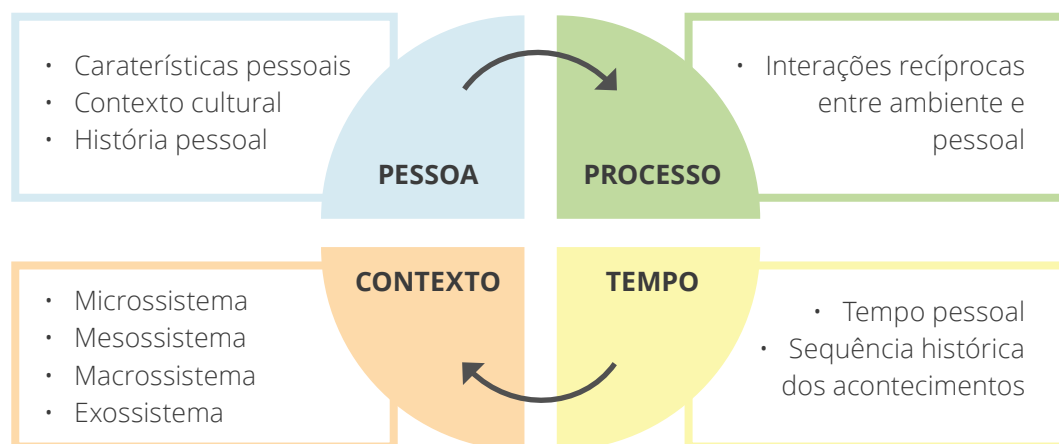 • Caraterísticas pessoais
• Contexto cultural
• História pessoal
PESSOA
PROCESSO
• Interações recíprocas
entre ambiente e
pessoal
CONTEXTO
• Microssistema
• Mesossistema
• Macrossistema
• Exossistema
TEMPO
• Tempo pessoal
• Sequência histórica
dos acontecimentos